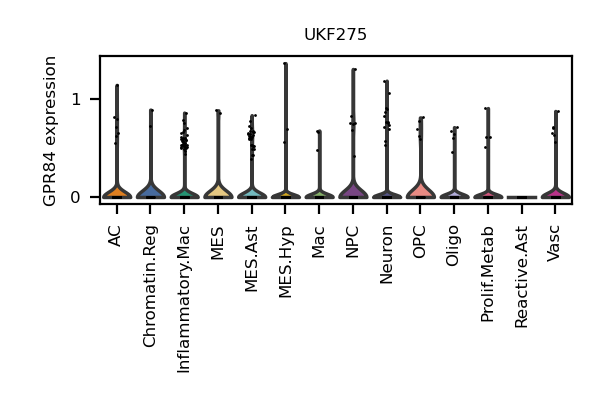 UKF275
GPR84 expression
1
0
AC
Chromatin.Reg
Inflammatory.Mac
MES
MES.Ast
MES.Hyp
Mac
NPC
Neuron
OPC
Oligo
Prolif.Metab
Reactive.Ast
Vasc